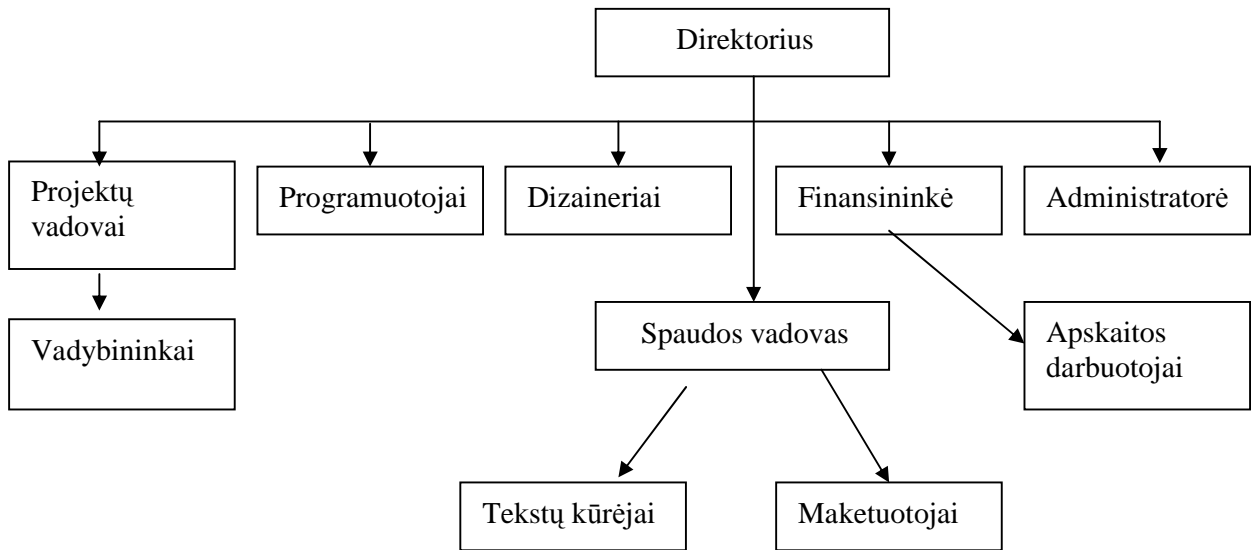 Direktorius
Projektų
vadovai
Programuotojai
Dizaineriai
Finansininkė
Administratorė
Vadybininkai
Spaudos vadovas
Apskaitos
darbuotojai
Tekstų kūrėjai
Maketuotojai